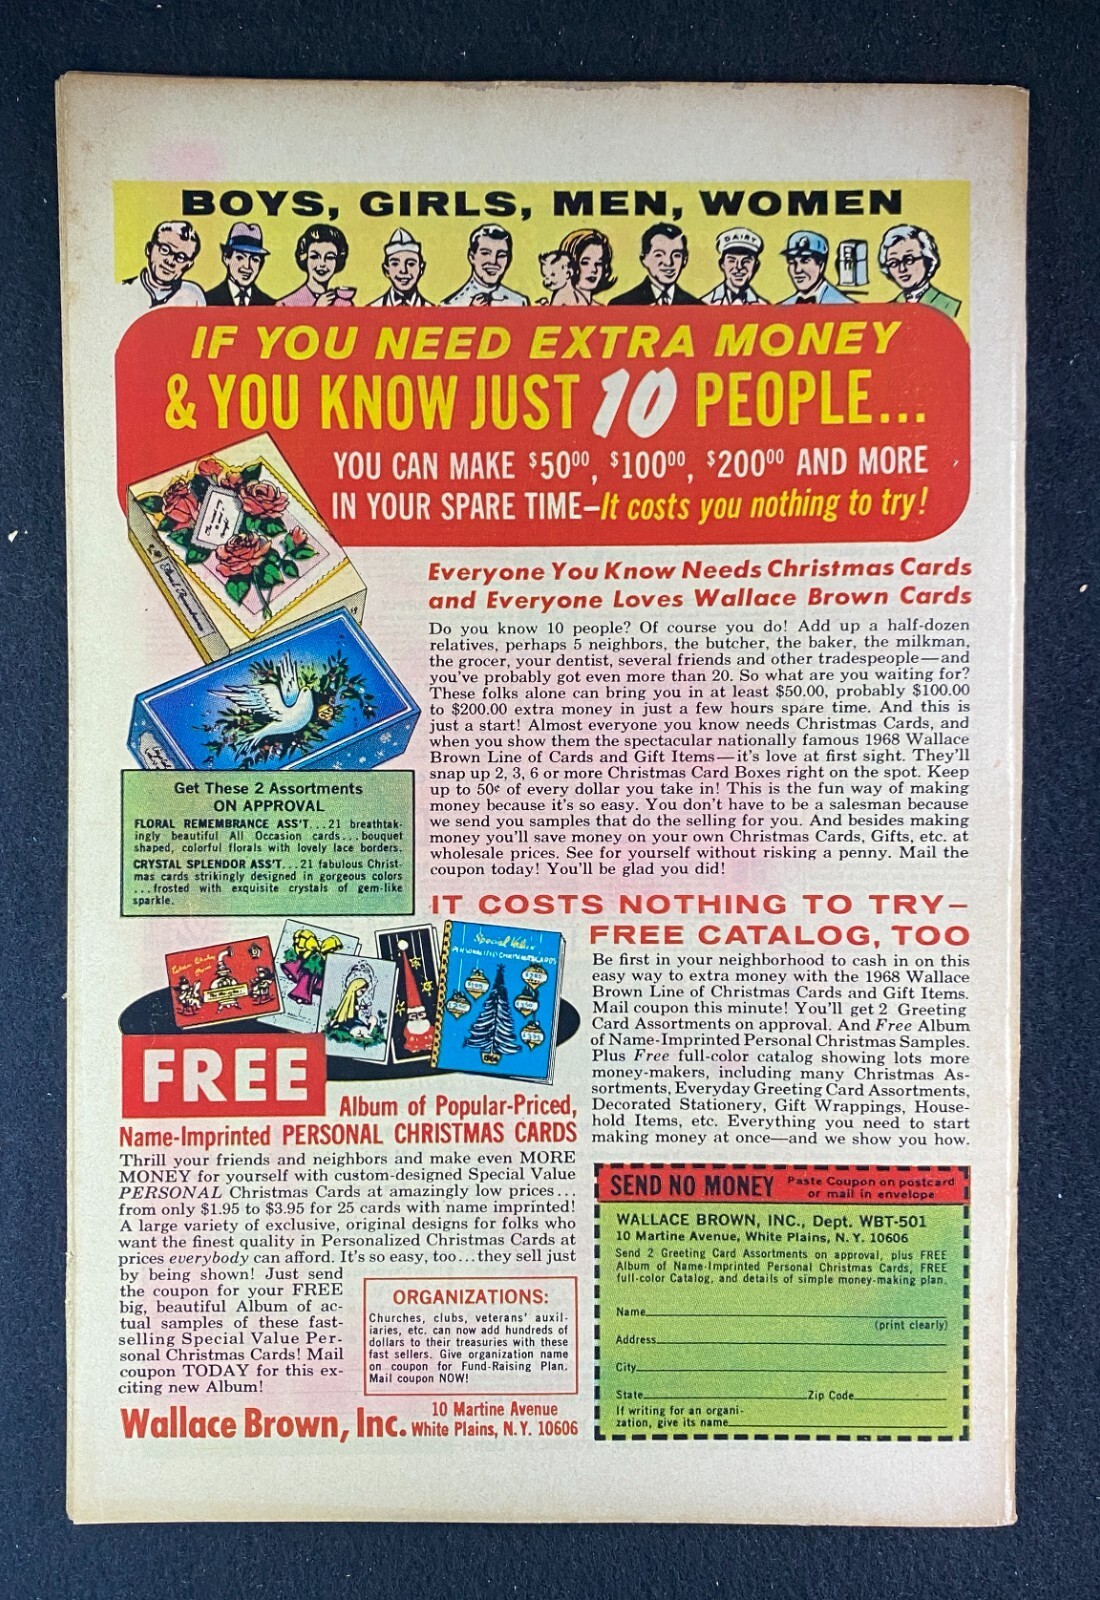 BOYS, GIRLS, MEN, WOMEN
DAIRY
IF YOU NEED EXTRA MONEY
& YOU KNOW JUST 10 PEOPLE...
YOU CAN MAKE $50⁰⁰, $100⁰⁰, $200⁰⁰ AND MORE
IN YOUR SPARE TIME—It costs you nothing to try!
Everyone You Know Needs Christmas Cards
and Everyone Loves Wallace Brown Cards
Do you know 10 people? Of course you do! Add up a half-dozen
relatives, perhaps 5 neighbors, the butcher, the baker, the milkman,
the grocer, your dentist, several friends and other tradespeople—and
you've probably got even more than 20. So what are you waiting for?
These folks alone can bring you in at least $50.00, probably $100.00
to $200.00 extra money in just a few hours spare time. And this is
just a start! Almost everyone you know needs Christmas Cards, and
when you show them the spectacular nationally famous 1968 Wallace
Brown Line of Cards and Gift Items—it's love at first sight. They'll
snap up 2, 3, 6 or more Christmas Card Boxes right on the spot. Keep
up to 50¢ of every dollar you take in! This is the fun way of making
money because it's so easy. You don't have to be a salesman because
we send you samples that do the selling for you. And besides making
money you'll save money on your own Christmas Cards, Gifts, etc. at
wholesale prices. See for yourself without risking a penny. Mail the
coupon today! You'll be glad you did!
Get These 2 Assortments
ON APPROVAL
FLORAL REMEMBRANCE ASS'T...21 breathtak-
ingly beautiful All Occasion cards...bouquet
shaped, colorful florals with lovely lace borders.
CRYSTAL SPLENDOR ASS'T...21 fabulous Christ-
mas cards strikingly designed in gorgeous colors
...frosted with exquisite crystals of gem-like
sparkle.
IT COSTS NOTHING TO TRY—
FREE CATALOG, TOO
Be first in your neighborhood to cash in on this
easy way to extra money with the 1968 Wallace
Brown Line of Christmas Cards and Gift Items.
Mail coupon this minute! You'll get 2 Greeting
Card Assortments on approval. And Free Album
of Name-Imprinted Personal Christmas Samples.
Plus Free full-color catalog showing lots more
money-makers, including many Christmas As-
sortments, Everyday Greeting Card Assortments,
Decorated Stationery, Gift Wrappings, House-
hold Items, etc. Everything you need to start
making money at once—and we show you how.
Special Value
PERSONALIZED CHRISTMAS CARDS
FREE
Album of Popular-Priced,
Name-Imprinted PERSONAL CHRISTMAS CARDS
Thrill your friends and neighbors and make even MORE
MONEY for yourself with custom-designed Special Value
PERSONAL Christmas Cards at amazingly low prices...
from only $1.95 to $3.95 for 25 cards with name imprinted!
A large variety of exclusive, original designs for folks who
want the finest quality in Personalized Christmas Cards at
prices everybody can afford. It's so easy, too...they sell just
by being shown! Just send
the coupon for your FREE
big, beautiful Album of ac-
tual samples of these fast-
selling Special Value Per-
sonal Christmas Cards! Mail
coupon TODAY for this ex-
citing new Album!
ORGANIZATIONS:
Churches, clubs, veterans' auxil-
iaries, etc. can now add hundreds of
dollars to their treasuries with these
fast sellers. Give organization name
on coupon for Fund-Raising Plan.
Mail coupon NOW!
Wallace Brown, Inc. 10 Martine Avenue
White Plains, N.Y. 10606
SEND NO MONEY Paste Coupon on postcard
or mail in envelope
WALLACE BROWN, INC., Dept. WBT-501
10 Martine Avenue, White Plains, N. Y. 10606
Send 2 Greeting Card Assortments on approval, plus FREE
Album of Name-Imprinted Personal Christmas Cards, FREE
full-color Catalog, and details of simple money-making plan.
Name
(print clearly)
Address
City
State Zip Code
If writing for an organi-
zation, give its name